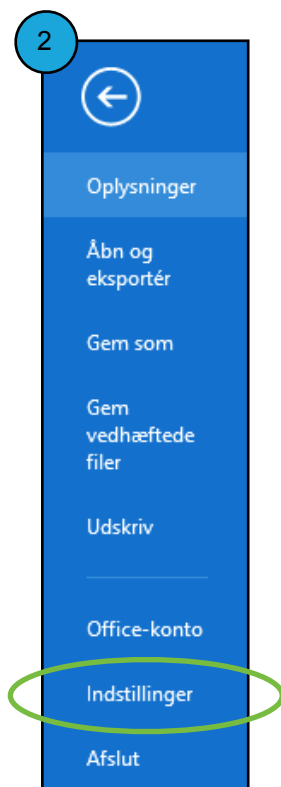 2
Oplysninger
Åbn og
eksportér
Gem som
Gem
vedhæftede
filer
Udskriv
Office-konto
Indstillinger
Afslut